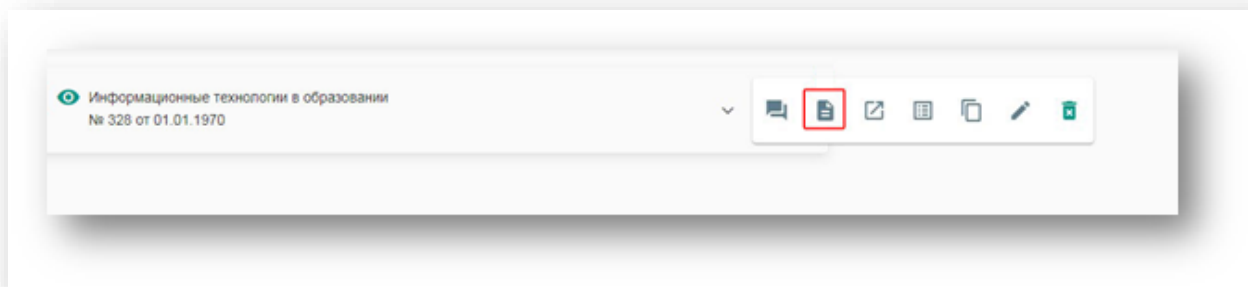 Информационные технологии в образовании
№ 328 от 01.01.1970